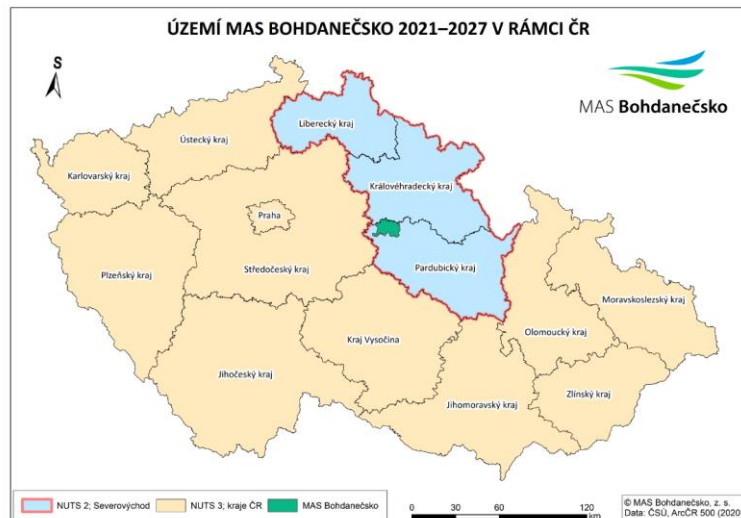 ÚZEMÍ MAS BOHDANEČSKO 2021–2027 V RÁMCI ČR
S
MAS Bohdanečsko
Liberecký kraj
Ústecký kraj
Karlovarský kraj
Královéhradecký kraj
Praha
Plzeňský kraj
Středočeský kraj
Pardubický kraj
Moravskoslezský kraj
Kraj Vysočina
Olomoucký kraj
Jihočeský kraj
Jihomoravský kraj
Zlínský kraj
NUTS 2; Severovýchod
NUTS 3; kraje ČR
MAS Bohdanečsko
0 30 60 120
km
© MAS Bohdanečsko, z. s.
Data: ČSÚ, ArcČR 500 (2020